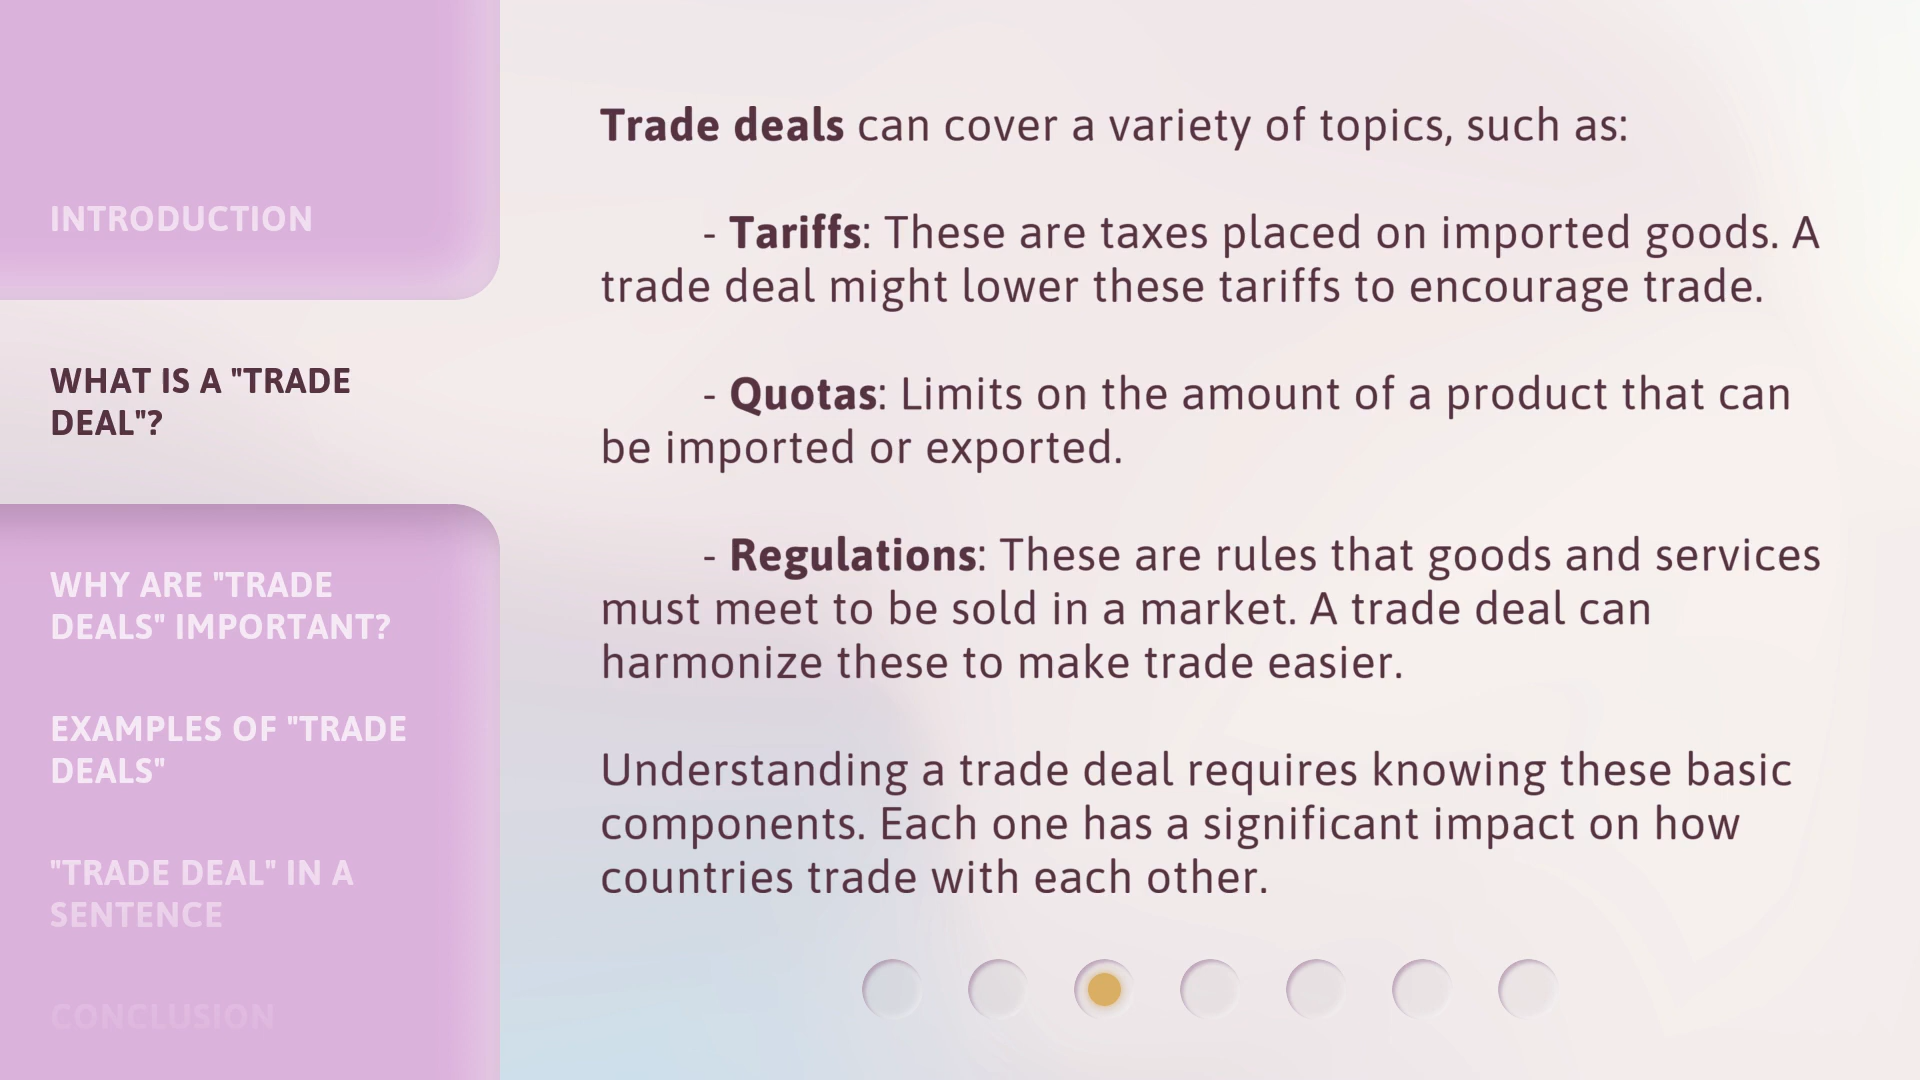 INTRODUCTION
WHAT IS A "TRADE
DEAL"?
WHY ARE "TRADE
DEALS" IMPORTANT?
EXAMPLES OF "TRADE
DEALS"
"TRADE DEAL" IN A
SENTENCE
CONCLUSION
Trade deals can cover a variety of topics, such as:
- Tariffs: These are taxes placed on imported goods. A
trade deal might lower these tariffs to encourage trade.
- Quotas: Limits on the amount of a product that can
be imported or exported.
- Regulations: These are rules that goods and services
must meet to be sold in a market. A trade deal can
harmonize these to make trade easier.
Understanding a trade deal requires knowing these basic
components. Each one has a significant impact on how
countries trade with each other.